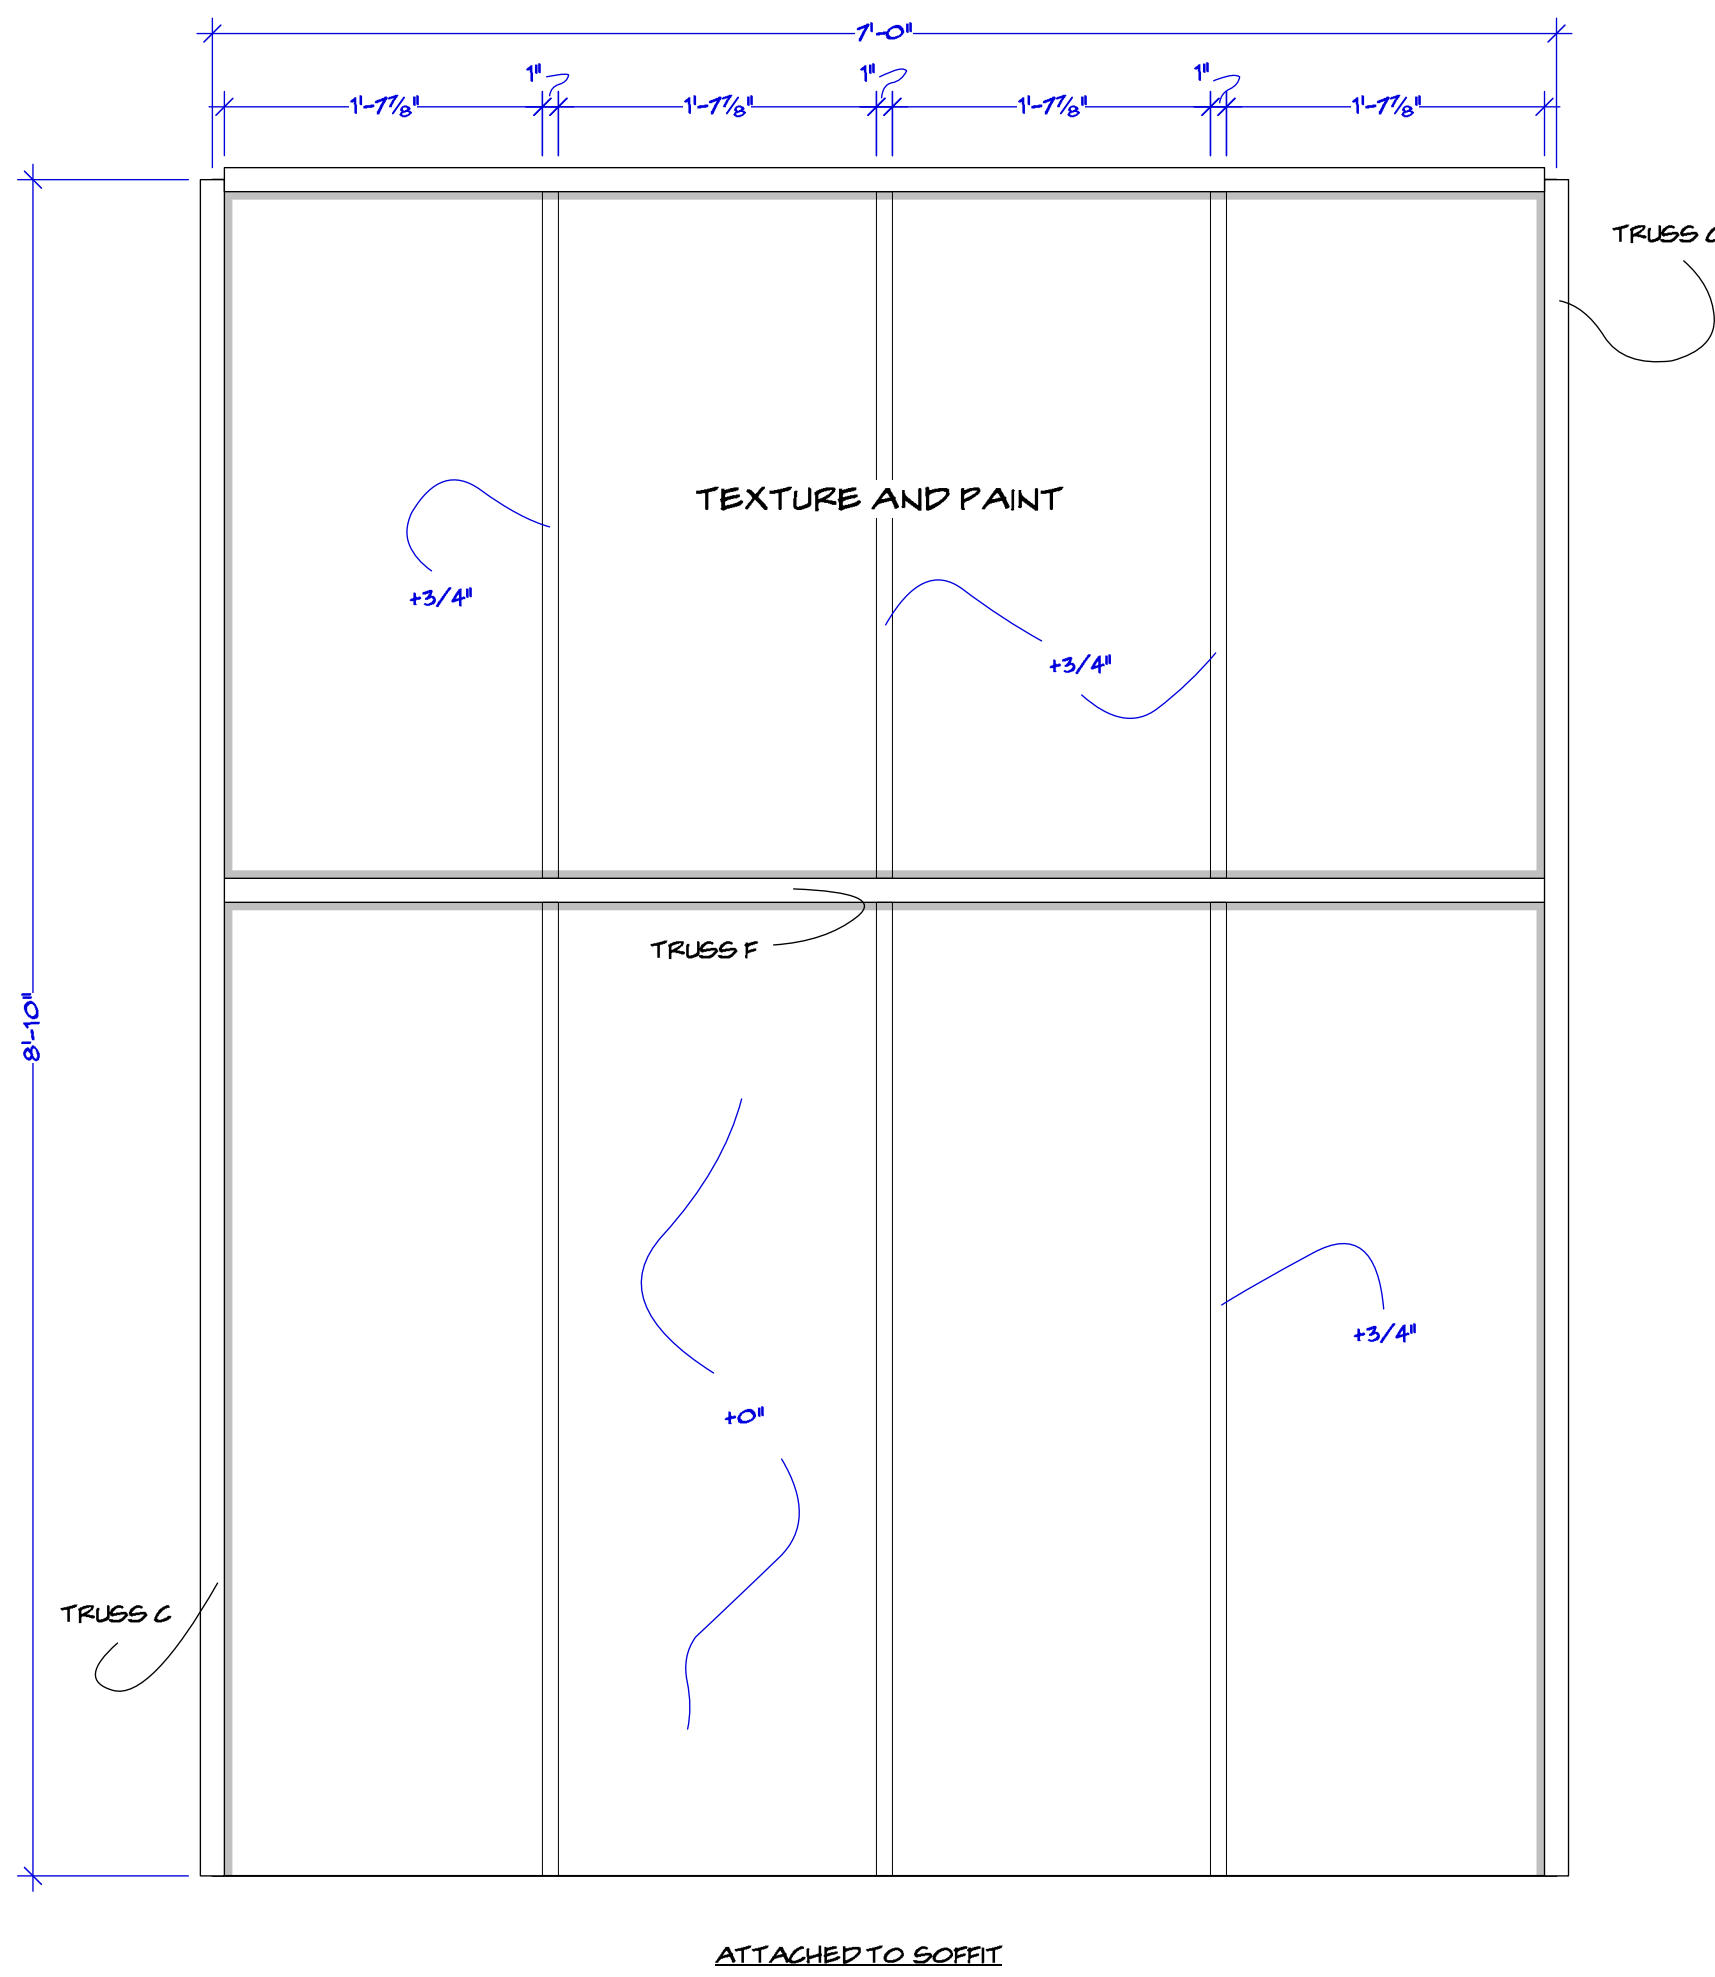 7'-0"
1" 1" 1"
1'-7⅞" 1'-7⅞" 1'-7⅞" 1'-7⅞"
TRUSS
TEXTURE AND PAINT
+3/4"
+3/4"
TRUSS F
8'-10"
+3/4"
+0"
TRUSS C
ATTACHED TO SOFFIT